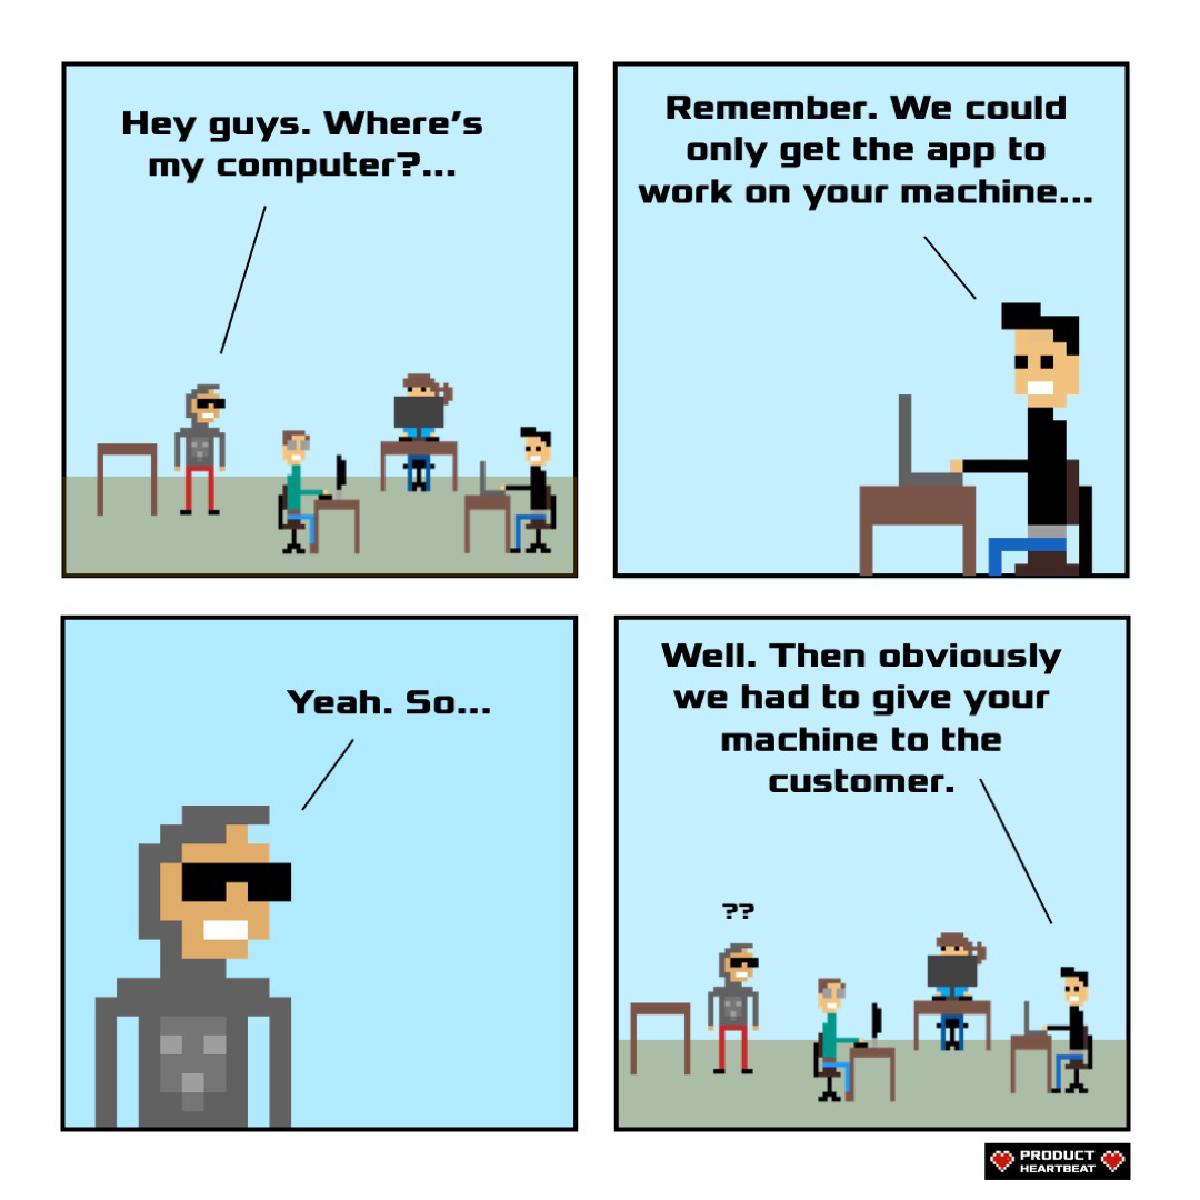 Hey guys. Where's
my computer?...
Remember. We could
only get the app to
work on your machine...
Yeah. So...
Well. Then obviously
we had to give your
machine to the
customer.
??
PRODUCT
HEARTBEAT